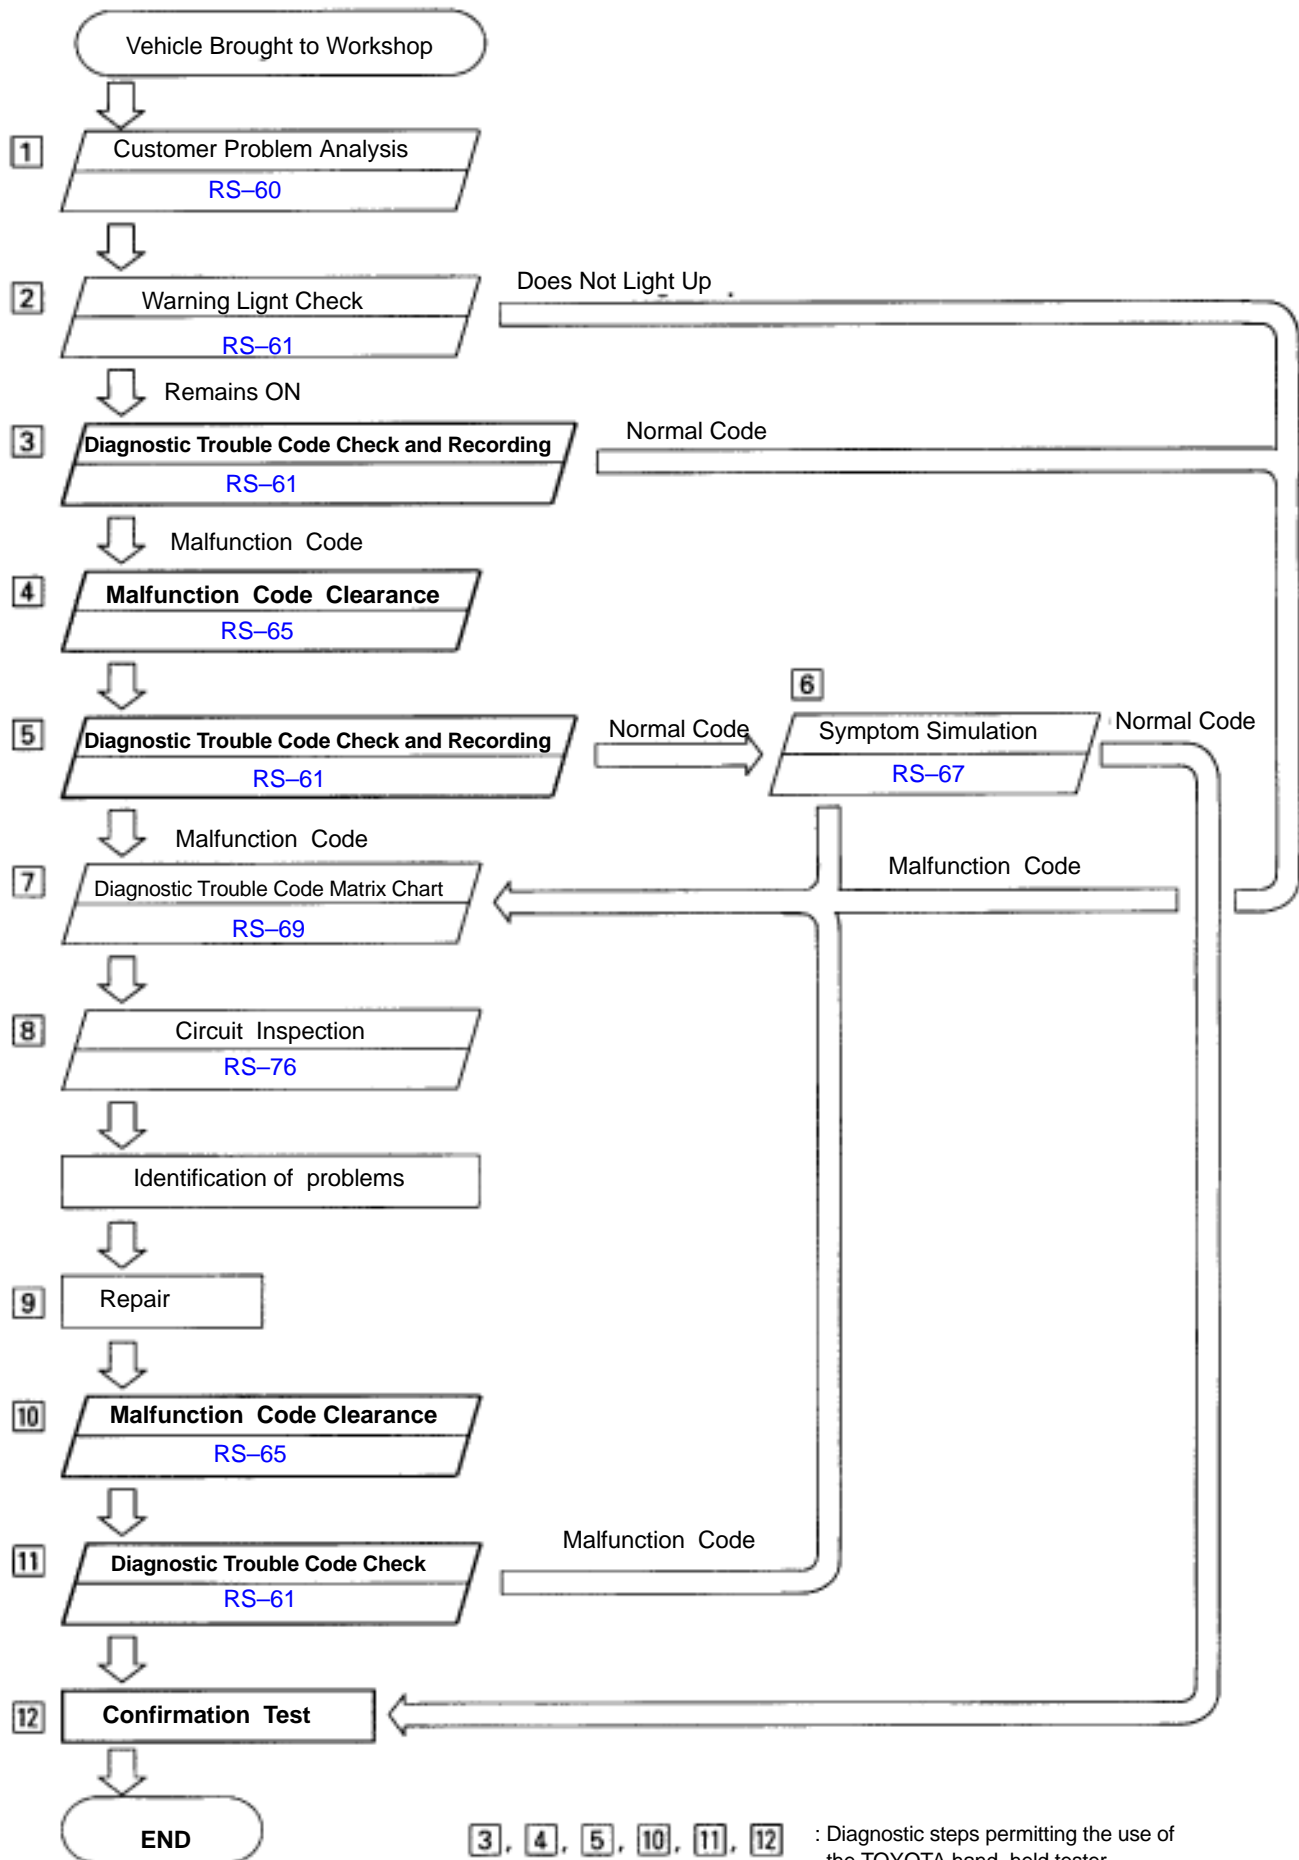 Vehicle Brought to Workshop
1
Customer Problem Analysis
RS–60
2
Warning Lignt Check
RS–61
Does Not Light Up
Remains ON
3
Diagnostic Trouble Code Check and Recording
RS–61
Normal Code
Malfunction Code
4
Malfunction Code Clearance
RS–65
5
Diagnostic Trouble Code Check and Recording
RS–61
Normal Code
6
Symptom Simulation
RS–67
Normal Code
Malfunction Code
Malfunction Code
7
Diagnostic Trouble Code Matrix Chart
RS–69
8
Circuit Inspection
RS–76
Identification of problems
9
Repair
10
Malfunction Code Clearance
RS–65
11
Diagnostic Trouble Code Check
RS–61
Malfunction Code
12
Confirmation Test
END
3, 4, 5, 10, 11, 12 : Diagnostic steps permitting the use of
the TOYOTA hand–held tester